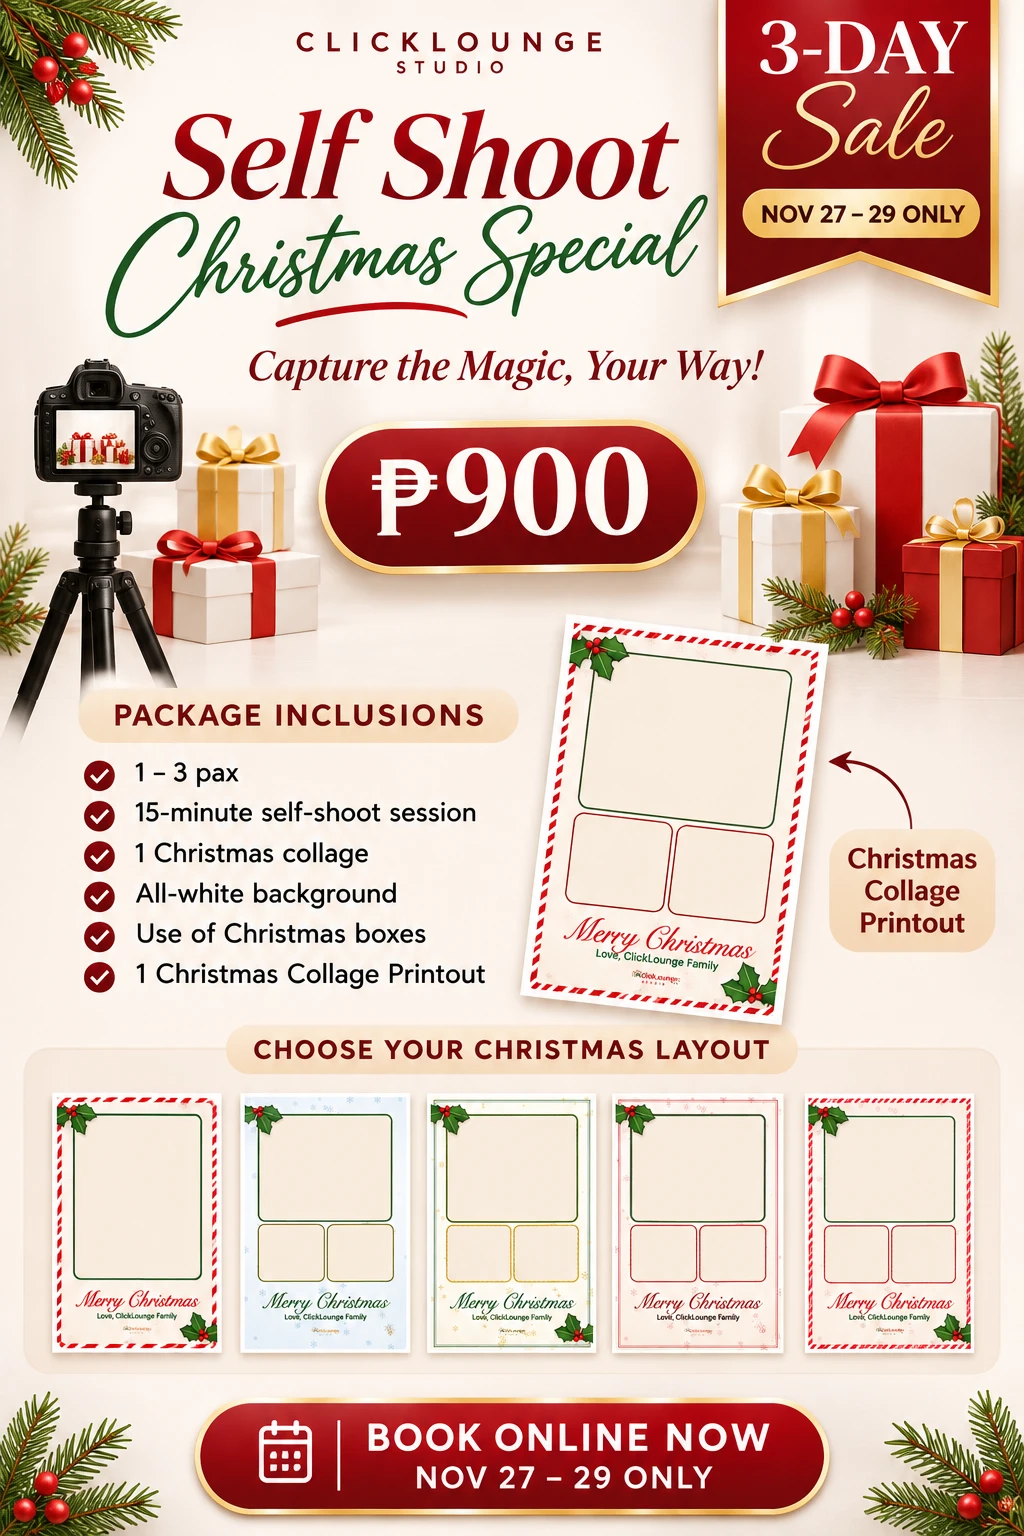 CLICKLOUNGE
STUDIO
3-DAY
Sale
NOV 27 – 29 ONLY
Self Shoot
Christmas Special
Capture the Magic, Your Way!
₱900
PACKAGE INCLUSIONS
1 – 3 pax
15-minute self-shoot session
1 Christmas collage
All-white background
Use of Christmas boxes
1 Christmas Collage Printout
Merry Christmas
Love, ClickLounge Family
ClickLounge
Christmas
Collage
Printout
CHOOSE YOUR CHRISTMAS LAYOUT
Merry Christmas
Love, ClickLounge Family
Merry Christmas
Love, ClickLounge Family
Merry Christmas
Love, ClickLounge Family
Merry Christmas
Love, ClickLounge Family
Merry Christmas
Love, ClickLounge Family
BOOK ONLINE NOW
NOV 27 – 29 ONLY